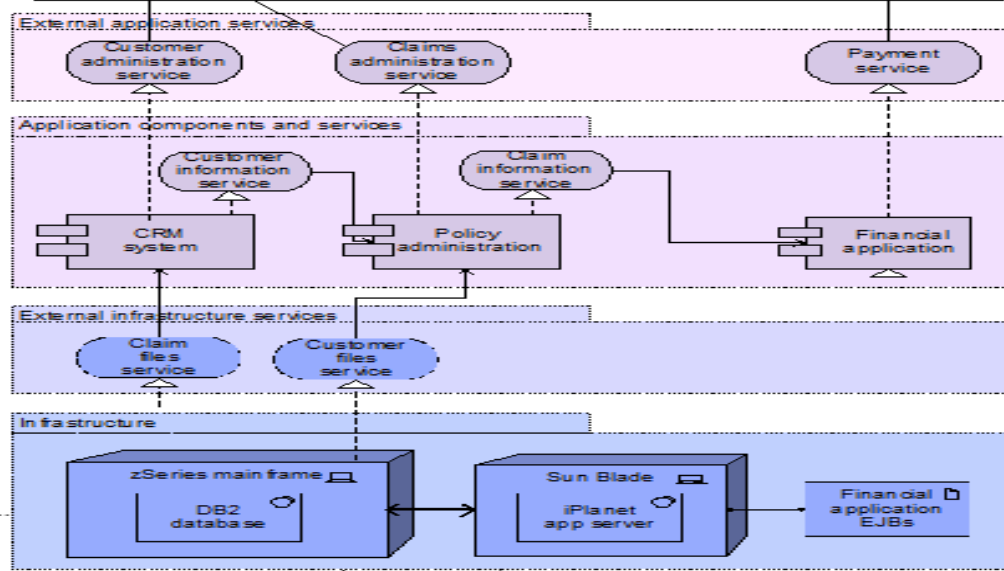 External application services
Customer
administration
service
Claims
administration
service
Payment
service
Application components and services
Customer
information
service
Claim
information
service
CRM
system
Policy
administration
Financial
application
External infrastructure services
Claim
files
service
Customer
files
service
Infrastructure
zSeries mainframe
DB2
database
Sun Blade
iPlanet
app server
Financial
application
EJBs